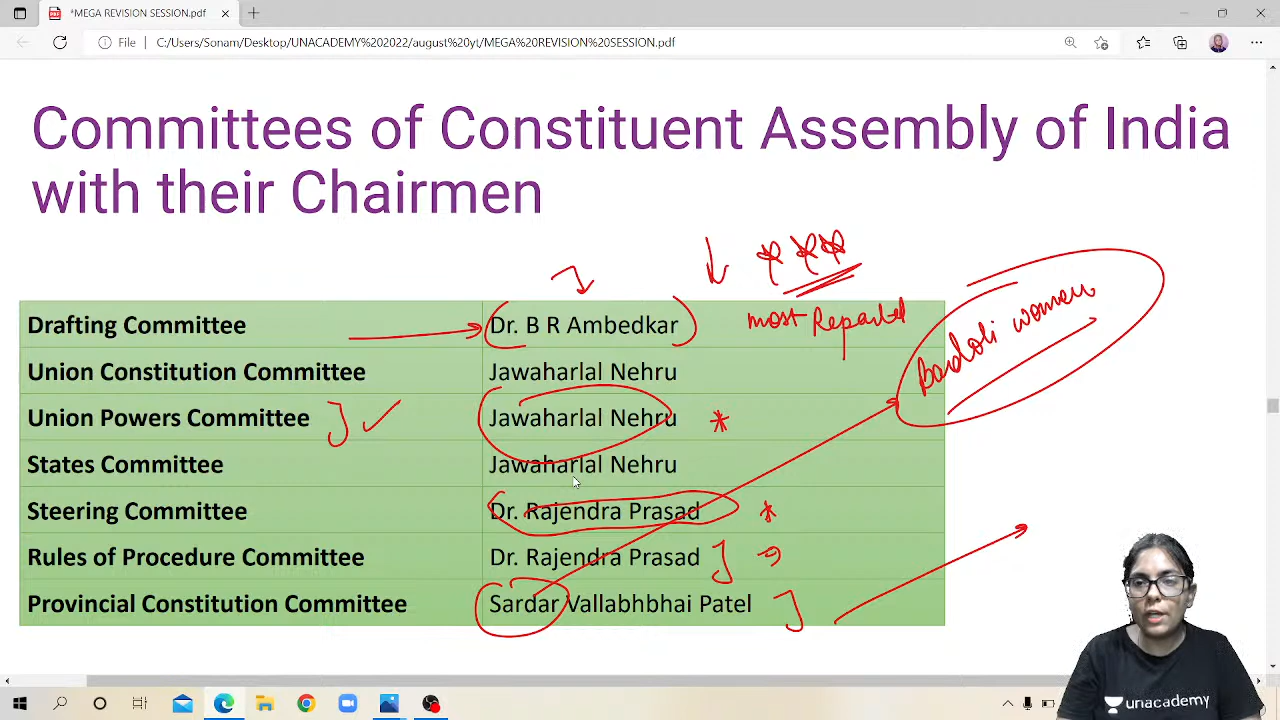 *MEGA REVISION SESSION.pdf
File C:/Users/Sonam/Desktop/UNACADEMY%202022/august%20yt/MEGA%20REVISION%20SESSION.pdf
Committees of Constituent Assembly of India
with their Chairmen
Drafting Committee Dr. B R Ambedkar
most Repeated
Bardoli women
Union Constitution Committee Jawaharlal Nehru
Union Powers Committee Jawaharlal Nehru
States Committee Jawaharlal Nehru
Steering Committee Dr. Rajendra Prasad
Rules of Procedure Committee Dr. Rajendra Prasad
Provincial Constitution Committee Sardar Vallabhbhai Patel
unacademy